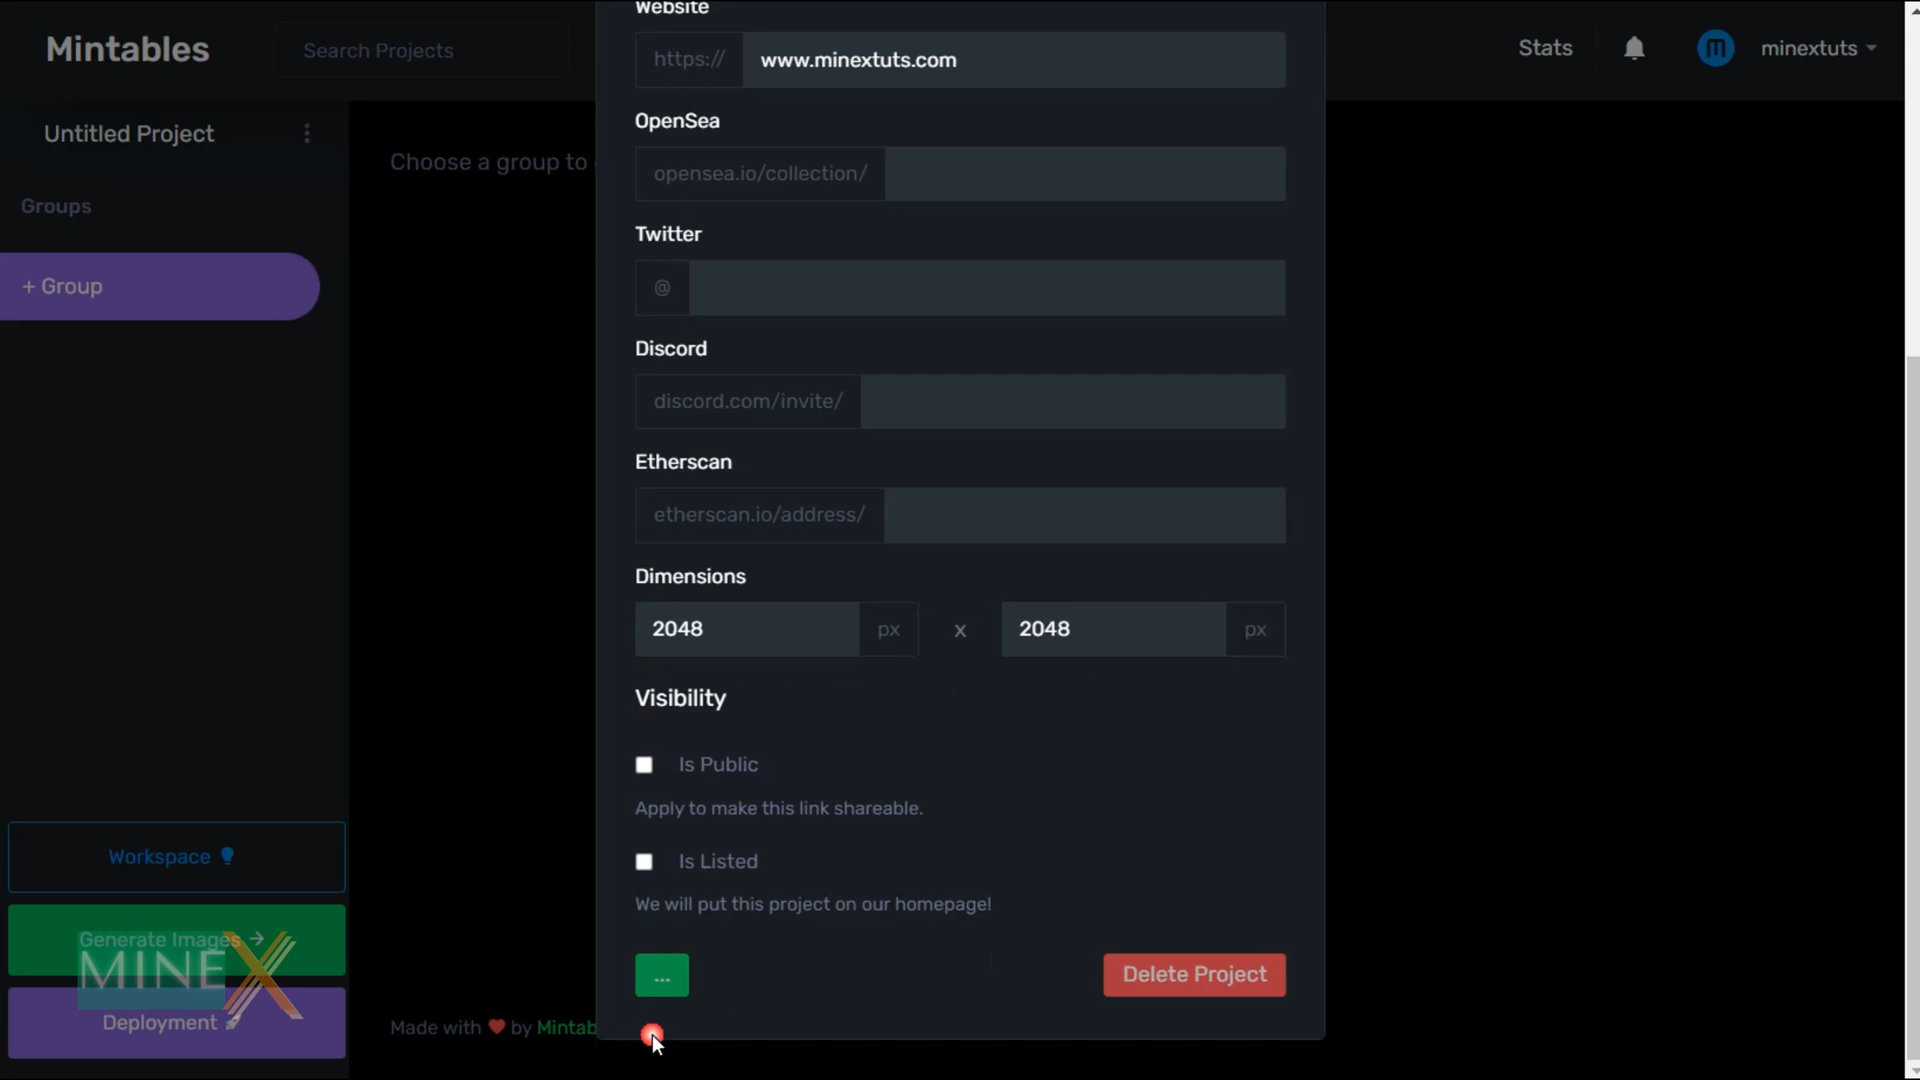 Mintables
Search Projects
Stats
minextuts
Untitled Project
Choose a group to
Groups
+ Group
Workspace
Generate Images →
MINEX
Deployment
Made with ❤ by Mintab
Website
https://
www.minextuts.com
OpenSea
opensea.io/collection/
Twitter
@
Discord
discord.com/invite/
Etherscan
etherscan.io/address/
Dimensions
2048 px x 2048 px
Visibility
Is Public
Apply to make this link shareable.
Is Listed
We will put this project on our homepage!
...
Delete Project